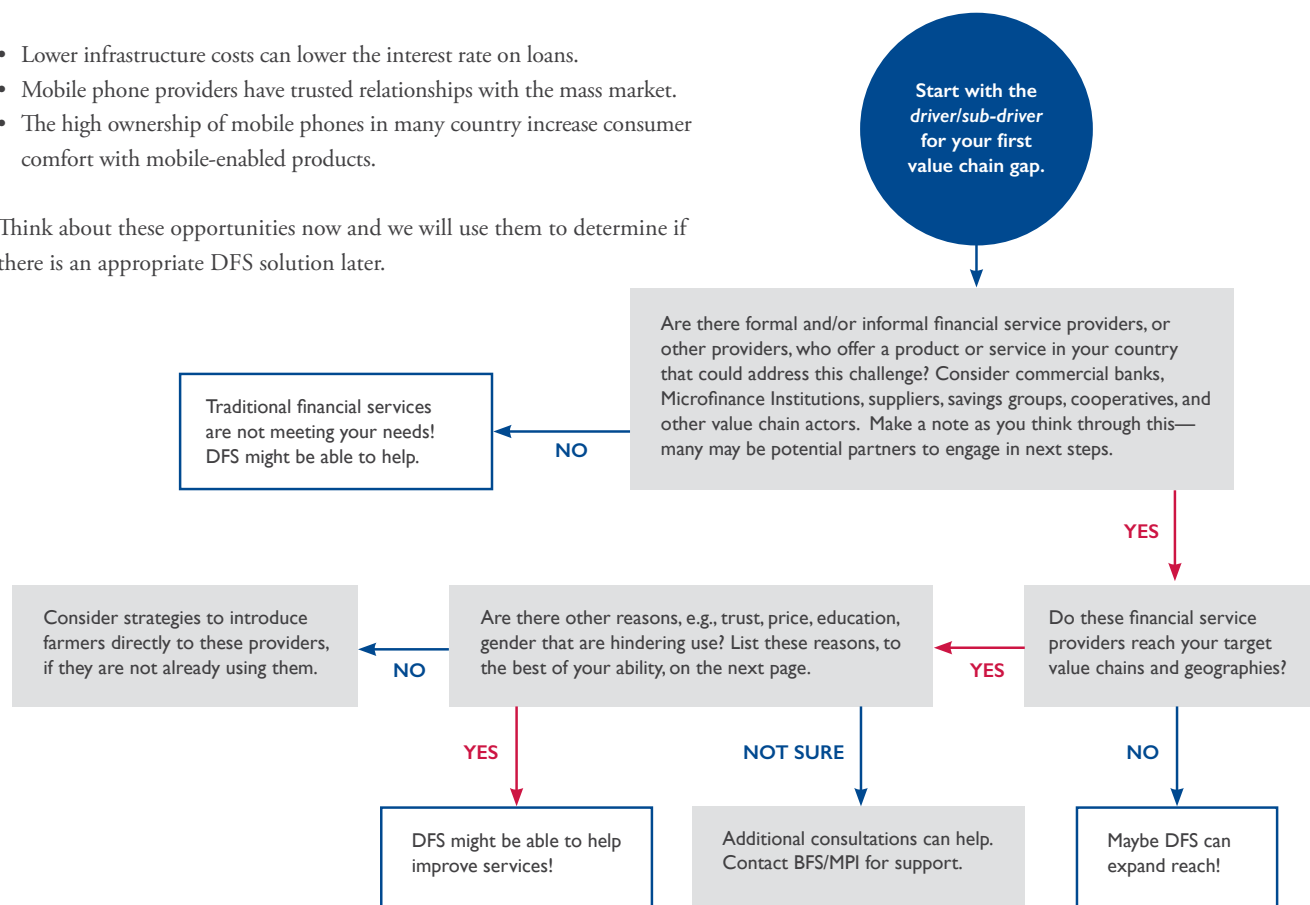 • Lower infrastructure costs can lower the interest rate on loans.
• Mobile phone providers have trusted relationships with the mass market.
• The high ownership of mobile phones in many country increase consumer
comfort with mobile-enabled products.
Think about these opportunities now and we will use them to determine if
there is an appropriate DFS solution later.
Start with the
driver/sub-driver
for your first
value chain gap.
Are there formal and/or informal financial service providers, or
other providers, who offer a product or service in your country
that could address this challenge? Consider commercial banks,
Microfinance Institutions, suppliers, savings groups, cooperatives, and
other value chain actors. Make a note as you think through this—
many may be potential partners to engage in next steps.
NO
Traditional financial services
are not meeting your needs!
DFS might be able to help.
YES
Do these financial service
providers reach your target
value chains and geographies?
YES
Are there other reasons, e.g., trust, price, education,
gender that are hindering use? List these reasons, to
the best of your ability, on the next page.
NO
Consider strategies to introduce
farmers directly to these providers,
if they are not already using them.
YES
DFS might be able to help
improve services!
NOT SURE
Additional consultations can help.
Contact BFS/MPI for support.
NO
Maybe DFS can
expand reach!